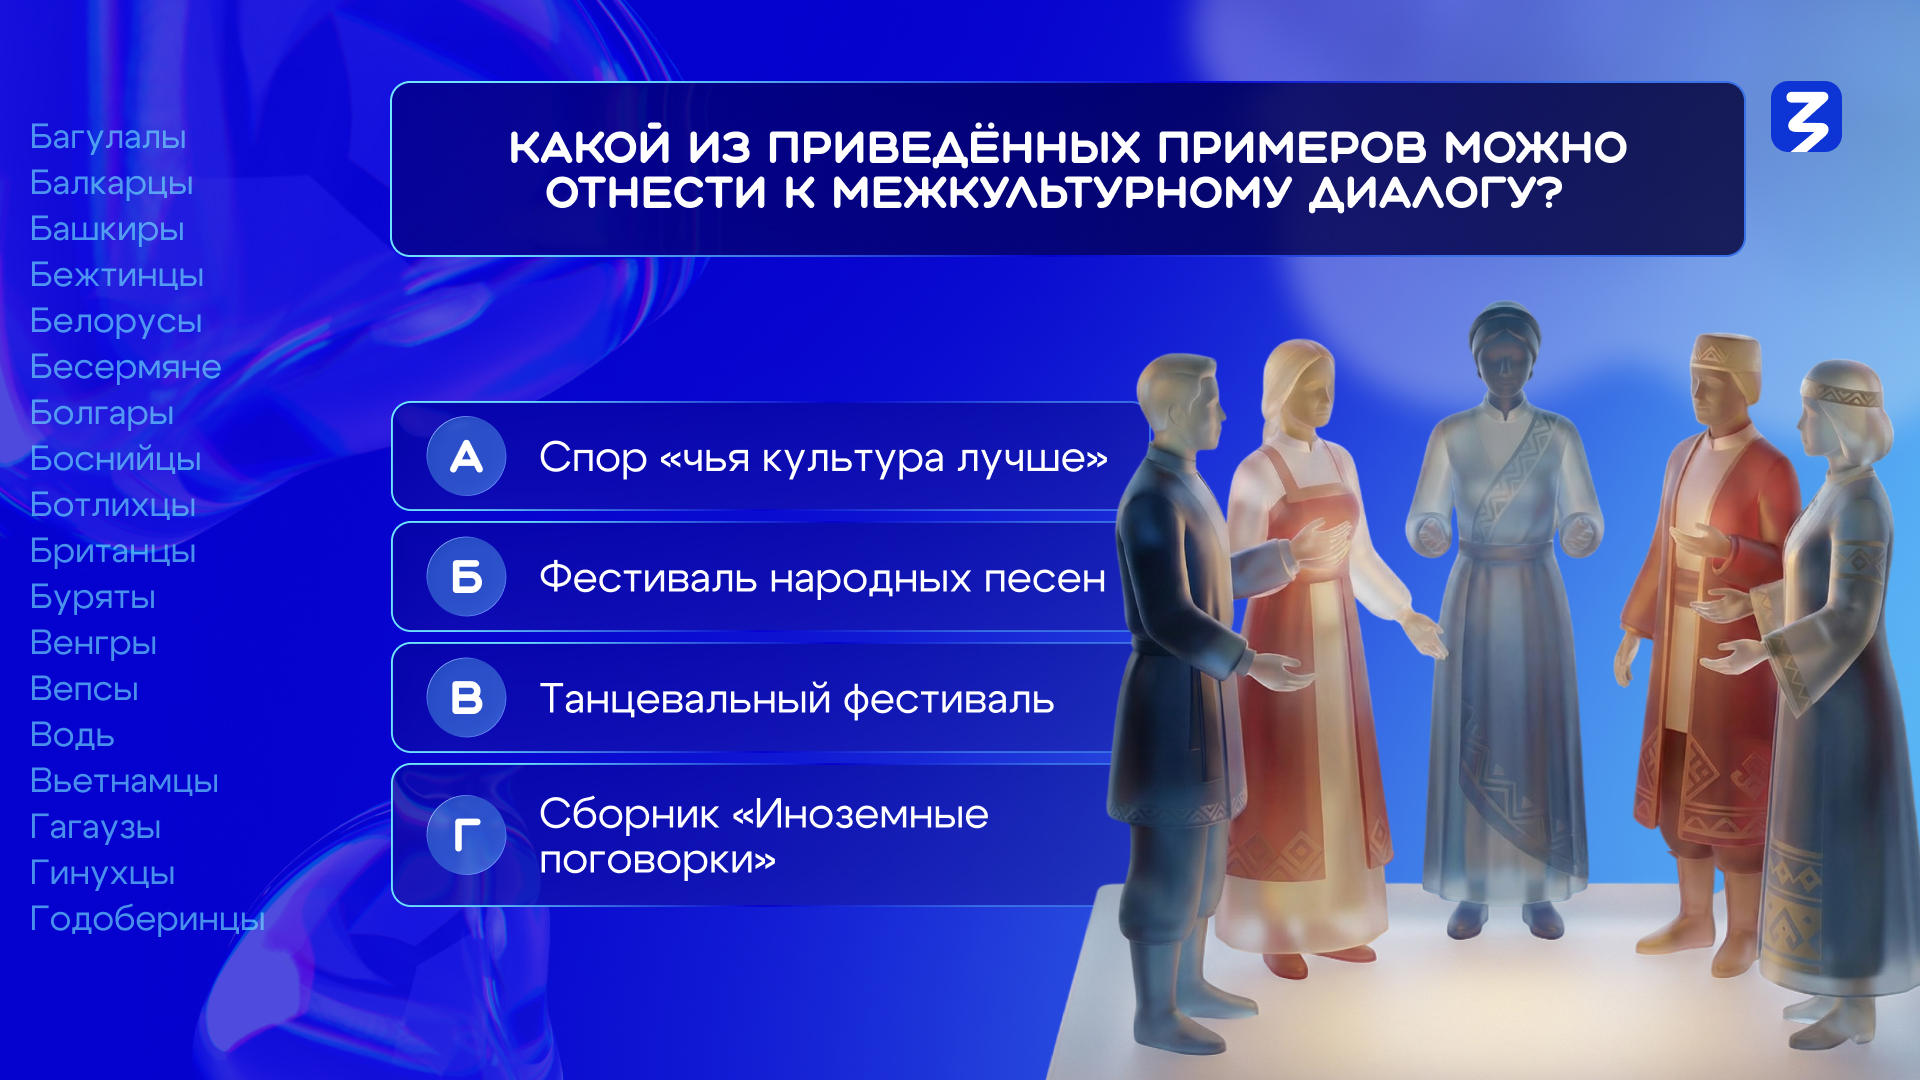 КАКОЙ ИЗ ПРИВЕДЁННЫХ ПРИМЕРОВ МОЖНО
ОТНЕСТИ К МЕЖКУЛЬТУРНОМУ ДИАЛОГУ?
Багулалы
Балкарцы
Башкиры
Бежтинцы
Белорусы
Бесермяне
Болгары
Боснийцы
Ботлихцы
Британцы
Буряты
Венгры
Вепсы
Водь
Вьетнамцы
Гагаузы
Гинухцы
Годоберинцы
А Спор «чья культура лучше»
Б Фестиваль народных песен
В Танцевальный фестиваль
Г Сборник «Иноземные
поговорки»